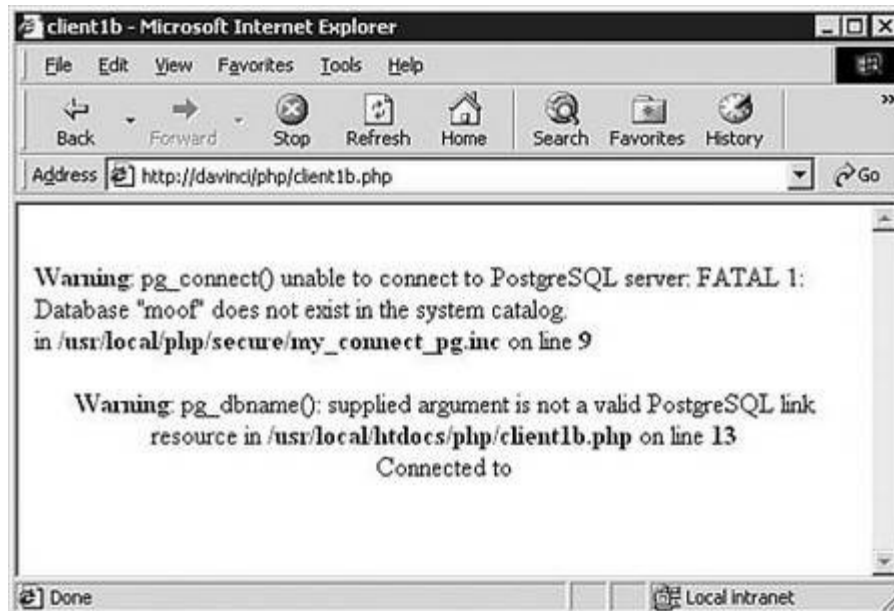 client1b - Microsoft Internet Explorer
File Edit View Favorites Tools Help
Back Forward Stop Refresh Home Search Favorites History »
Address http://davinci/php/client1b.php Go
Warning: pg_connect() unable to connect to PostgreSQL server: FATAL 1:
Database "moof" does not exist in the system catalog.
in /usr/local/php/secure/my_connect_pg.inc on line 9
Warning: pg_dbname(): supplied argument is not a valid PostgreSQL link
resource in /usr/local/htdocs/php/client1b.php on line 13
Connected to
Done Local intranet